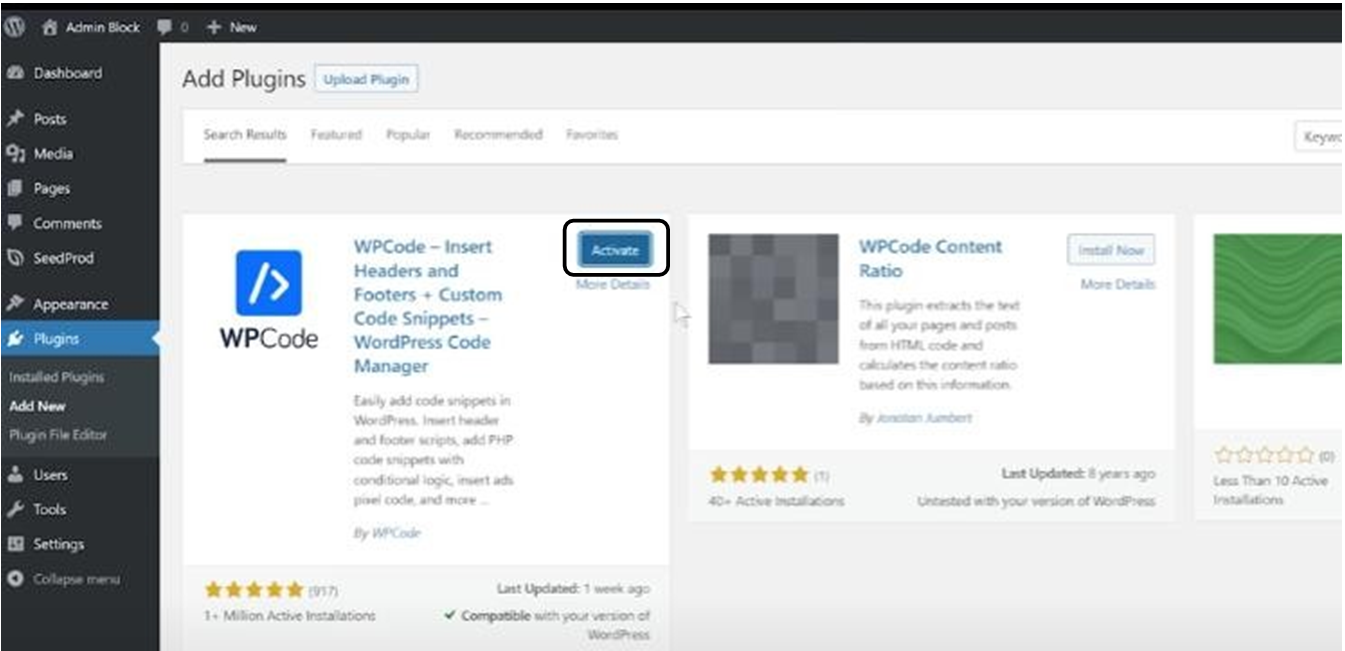 Admin Block
0
New
Dashboard
Posts
Media
Pages
Comments
SeedProd
Appearance
Plugins
Installed Plugins
Add New
Plugin File Editor
Users
Tools
Settings
Collapse menu
Add Plugins
Upload Plugin
Search Results
Featured
Popular
Recommended
Favorites
Keywo
WPCode
WPCode – Insert
Headers and
Footers + Custom
Code Snippets –
WordPress Code
Manager
Activate
More Details
Easily add code snippets in
WordPress. Insert header
and footer scripts, add PHP
code snippets with
conditional logic, insert ads
pixel code, and more ...
By WPCode
(917)
1+ Million Active Installations
Last Updated: 1 week ago
Compatible with your version of
WordPress
WPCode Content
Ratio
Install Now
More Details
This plugin extracts the text
of all your pages and posts
from HTML code and
calculates the content ratio
based on this information.
By Jonatan Jumbert
(1)
40+ Active Installations
Last Updated: 8 years ago
Untested with your version of WordPress
(0)
Less Than 10 Active
Installations